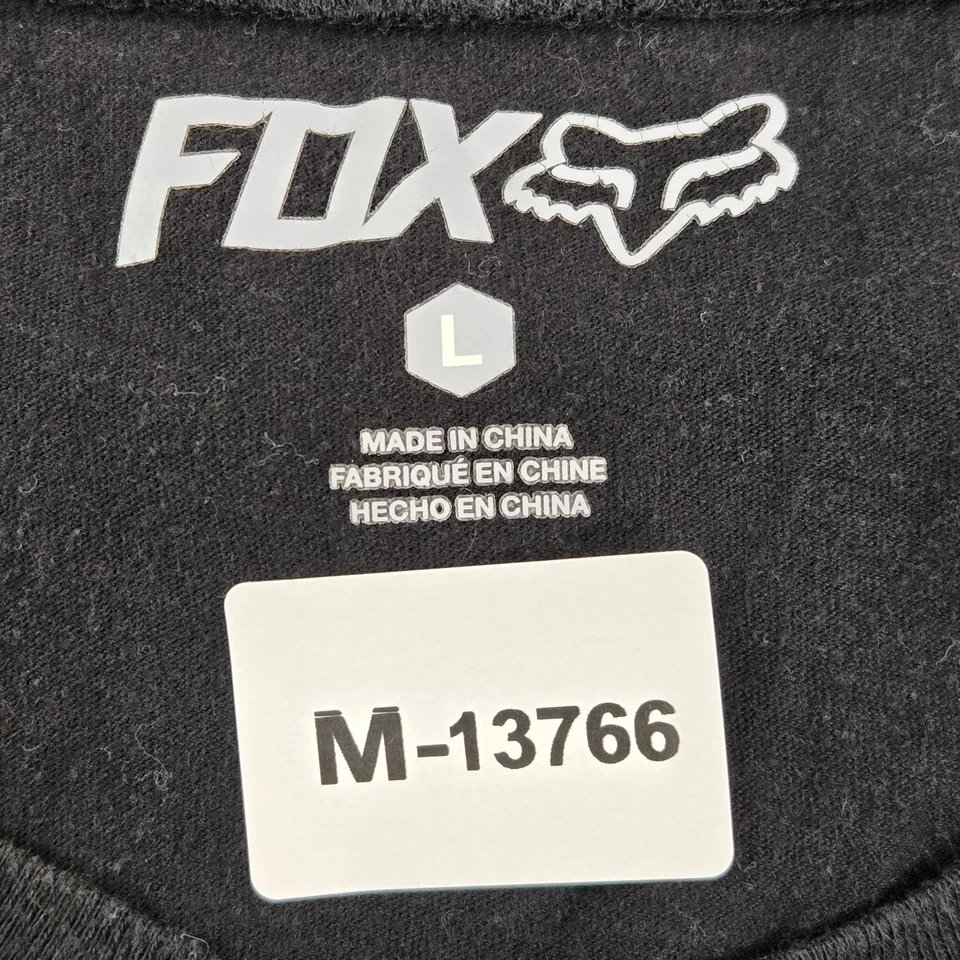 FOX
L
MADE IN CHINA
FABRIQUÉ EN CHINE
HECHO EN CHINA
M-13766